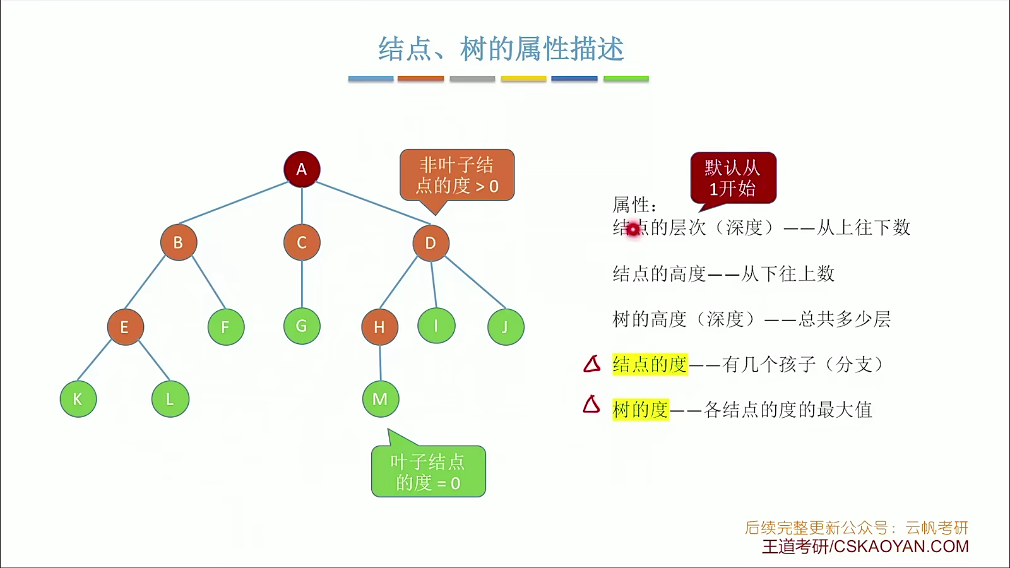 结点、树的属性描述
A
非叶子结
点的度 > 0
默认从
1开始
属性：
结点的层次（深度）——从上往下数
B
C
D
结点的高度——从下往上数
树的高度（深度）——总共多少层
E
F
G
H
I
J
结点的度——有几个孩子（分支）
K
L
M
树的度——各结点的度的最大值
叶子结点
的度 = 0
后续完整更新公众号：云帆考研
王道考研/CSKAOYAN.COM